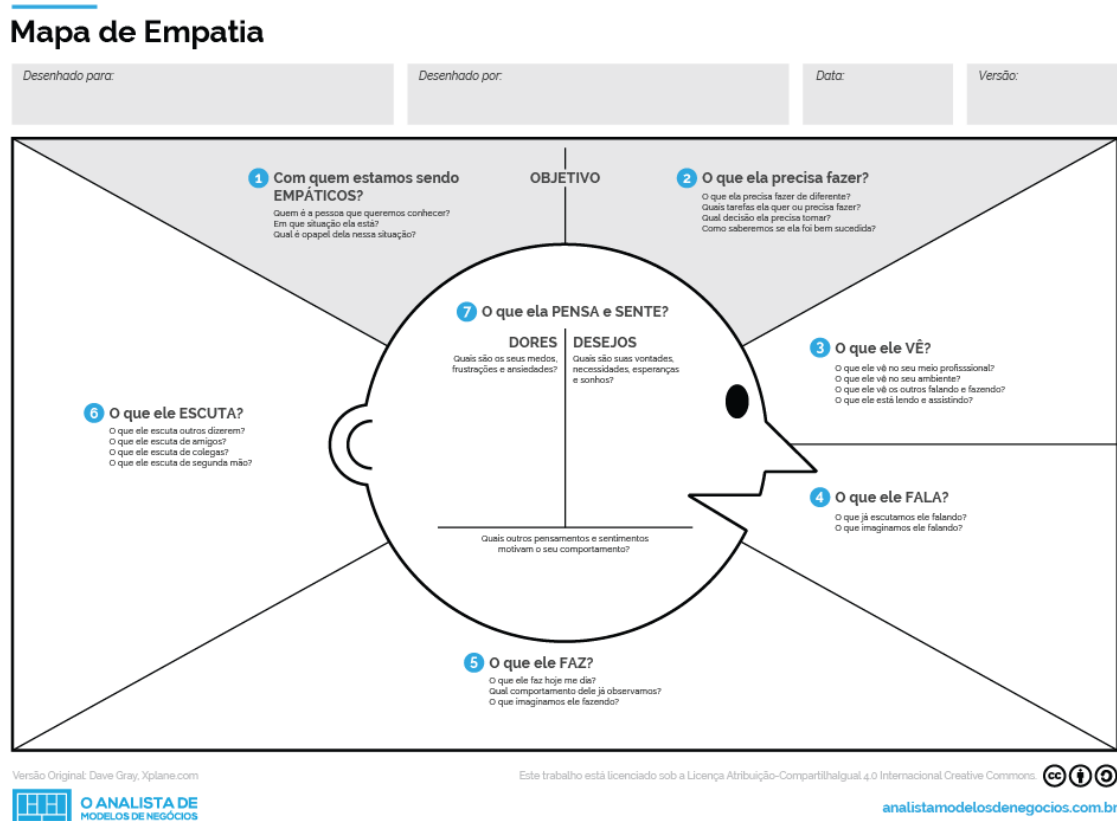 Mapa de Empatia
Desenhado para:
Desenhado por:
Data:
Versão:
1 Com quem estamos sendo
EMPÁTICOS?
Quem é a pessoa que queremos conhecer?
Em que situação ela está?
Qual é opapel dela nessa situação?
OBJETIVO
2 O que ela precisa fazer?
O que ela precisa fazer de diferente?
Quais tarefas ela quer ou precisa fazer?
Qual decisão ela precisa tomar?
Como saberemos se ela foi bem sucedida?
7 O que ela PENSA e SENTE?
DORES
Quais são os seus medos,
frustrações e ansiedades?
DESEJOS
Quais são suas vontades,
necessidades, esperanças
e sonhos?
Quais outros pensamentos e sentimentos
motivam o seu comportamento?
3 O que ele VÊ?
O que ele vê no seu meio profisssional?
O que ele vê no seu ambiente?
O que ele vê os outros falando e fazendo?
O que ele está lendo e assistindo?
6 O que ele ESCUTA?
O que ele escuta outros dizerem?
O que ele escuta de amigos?
O que ele escuta de colegas?
O que ele escuta de segunda mão?
4 O que ele FALA?
O que já escutamos ele falando?
O que imaginamos ele falando?
5 O que ele FAZ?
O que ele faz hoje me dia?
Qual comportamento dele já observamos?
O que imaginamos ele fazendo?
Versão Original: Dave Gray, Xplane.com
Este trabalho está licenciado sob a Licença Atribuição-CompartilhaIgual 4.0 Internacional Creative Commons.
cc
O ANALISTA DE
MODELOS DE NEGÓCIOS
analistamodelosdenegocios.com.br